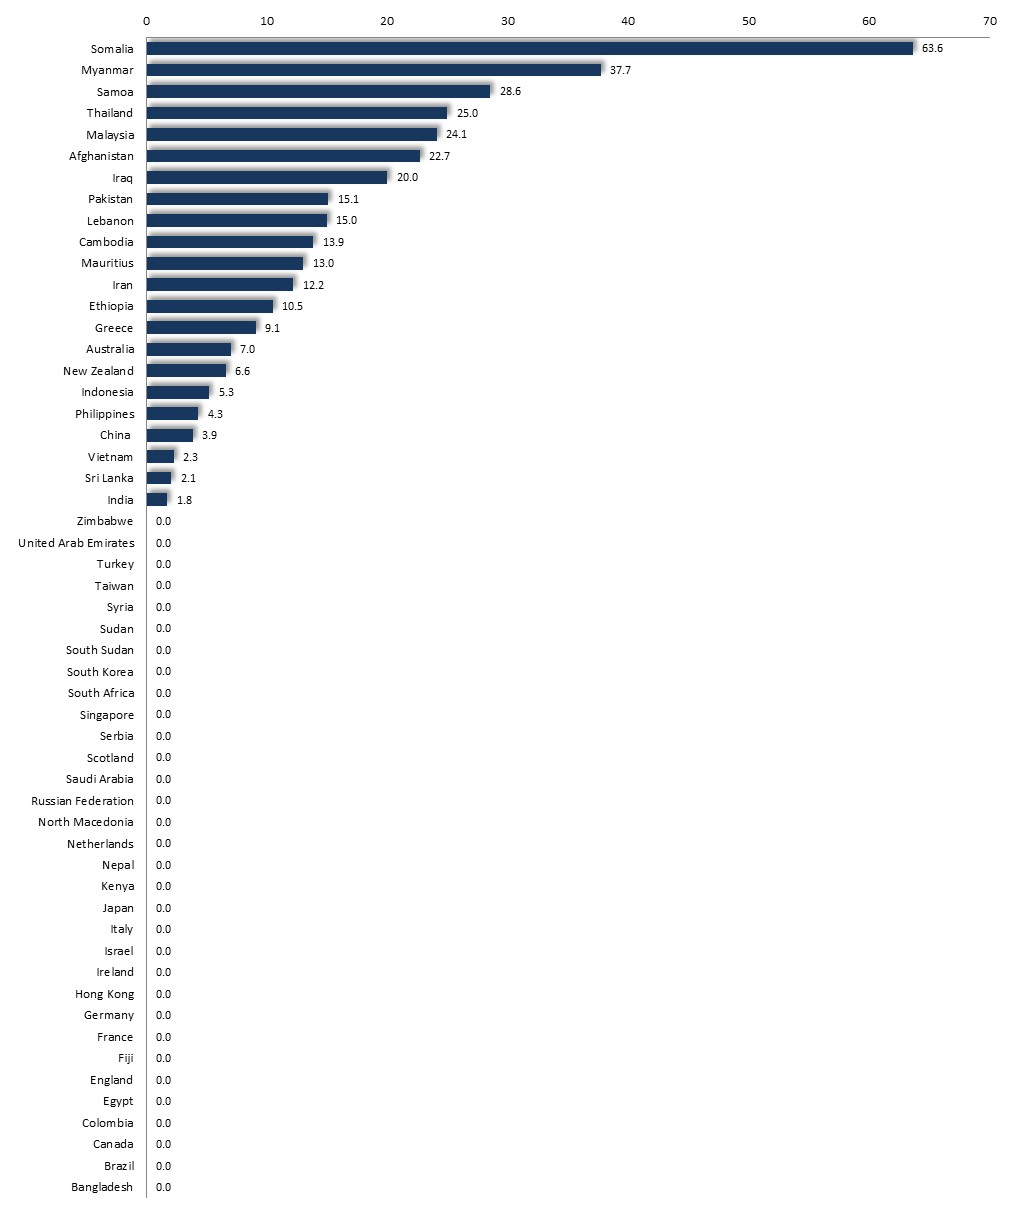 0 10 20 30 40 50 60 70
Somalia 63.6
Myanmar 37.7
Samoa 28.6
Thailand 25.0
Malaysia 24.1
Afghanistan 22.7
Iraq 20.0
Pakistan 15.1
Lebanon 15.0
Cambodia 13.9
Mauritius 13.0
Iran 12.2
Ethiopia 10.5
Greece 9.1
Australia 7.0
New Zealand 6.6
Indonesia 5.3
Philippines 4.3
China 3.9
Vietnam 2.3
Sri Lanka 2.1
India 1.8
Zimbabwe 0.0
United Arab Emirates 0.0
Turkey 0.0
Taiwan 0.0
Syria 0.0
Sudan 0.0
South Sudan 0.0
South Korea 0.0
South Africa 0.0
Singapore 0.0
Serbia 0.0
Scotland 0.0
Saudi Arabia 0.0
Russian Federation 0.0
North Macedonia 0.0
Netherlands 0.0
Nepal 0.0
Kenya 0.0
Japan 0.0
Italy 0.0
Israel 0.0
Ireland 0.0
Hong Kong 0.0
Germany 0.0
France 0.0
Fiji 0.0
England 0.0
Egypt 0.0
Colombia 0.0
Canada 0.0
Brazil 0.0
Bangladesh 0.0